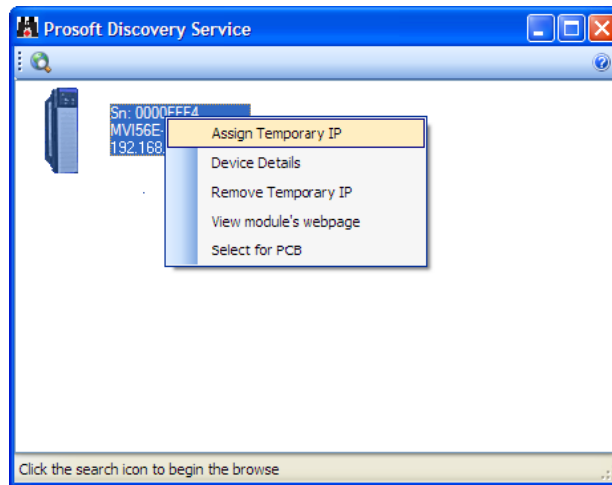 Prosoft Discovery Service
Sn: 0000FFF4
MVI56E-
192.168.
Assign Temporary IP
Device Details
Remove Temporary IP
View module's webpage
Select for PCB
Click the search icon to begin the browse